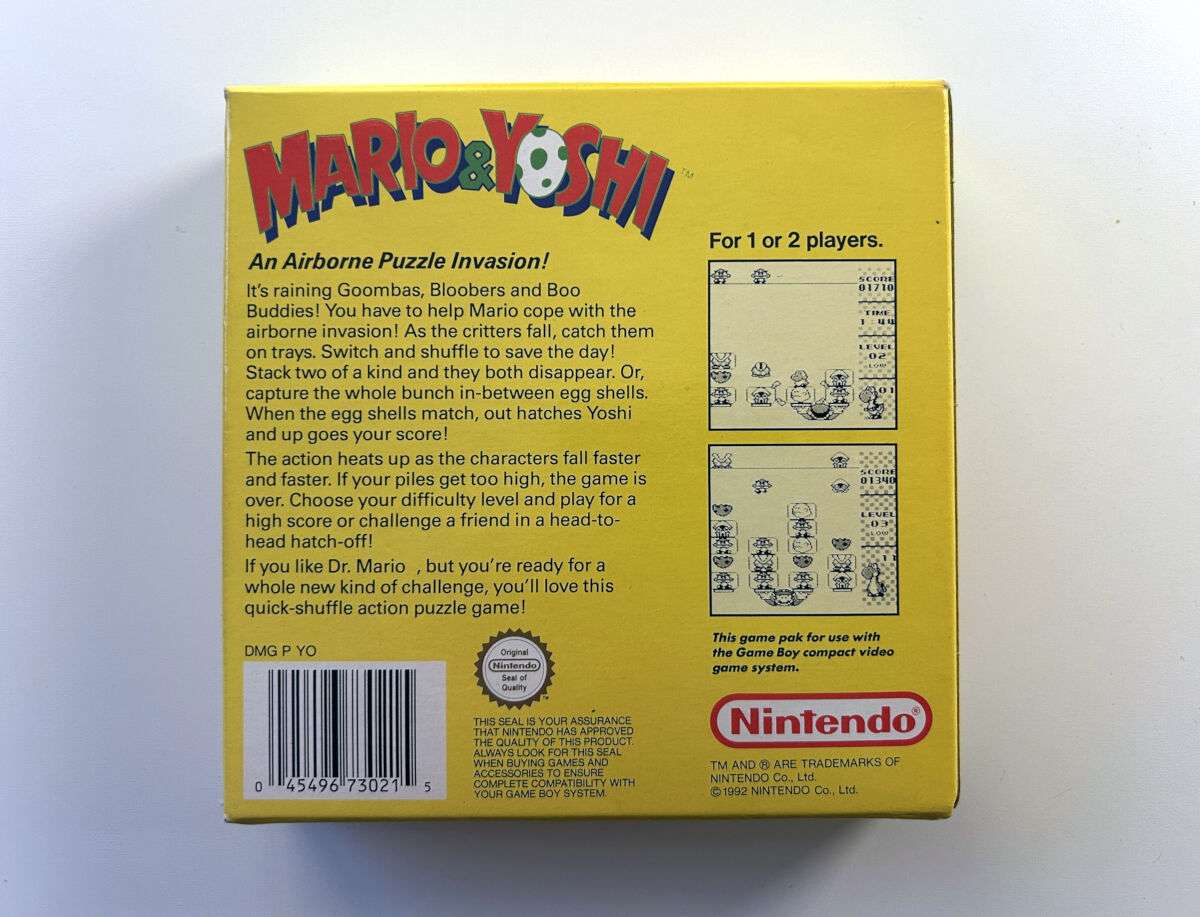 MARIO & YOSHI ™
An Airborne Puzzle Invasion!
It's raining Goombas, Bloobers and Boo
Buddies! You have to help Mario cope with the
airborne invasion! As the critters fall, catch them
on trays. Switch and shuffle to save the day!
Stack two of a kind and they both disappear. Or,
capture the whole bunch in-between egg shells.
When the egg shells match, out hatches Yoshi
and up goes your score!
The action heats up as the characters fall faster
and faster. If your piles get too high, the game is
over. Choose your difficulty level and play for a
high score or challenge a friend in a head-to-
head hatch-off!
If you like Dr. Mario , but you're ready for a
whole new kind of challenge, you'll love this
quick-shuffle action puzzle game!
DMG P YO
0 45496 73021 5
Original
Nintendo
Seal of
Quality
™
THIS SEAL IS YOUR ASSURANCE
THAT NINTENDO HAS APPROVED
THE QUALITY OF THIS PRODUCT.
ALWAYS LOOK FOR THIS SEAL
WHEN BUYING GAMES AND
ACCESSORIES TO ENSURE
COMPLETE COMPATIBILITY WITH
YOUR GAME BOY SYSTEM.
For 1 or 2 players.
SCORE
01710
TIME
1:44
LEVEL
02
LOW
01
SCORE
01340
LEVEL
03
LOW
11
This game pak for use with
the Game Boy compact video
game system.
Nintendo®
TM AND ® ARE TRADEMARKS OF
NINTENDO Co., Ltd.
©1992 NINTENDO Co., Ltd.